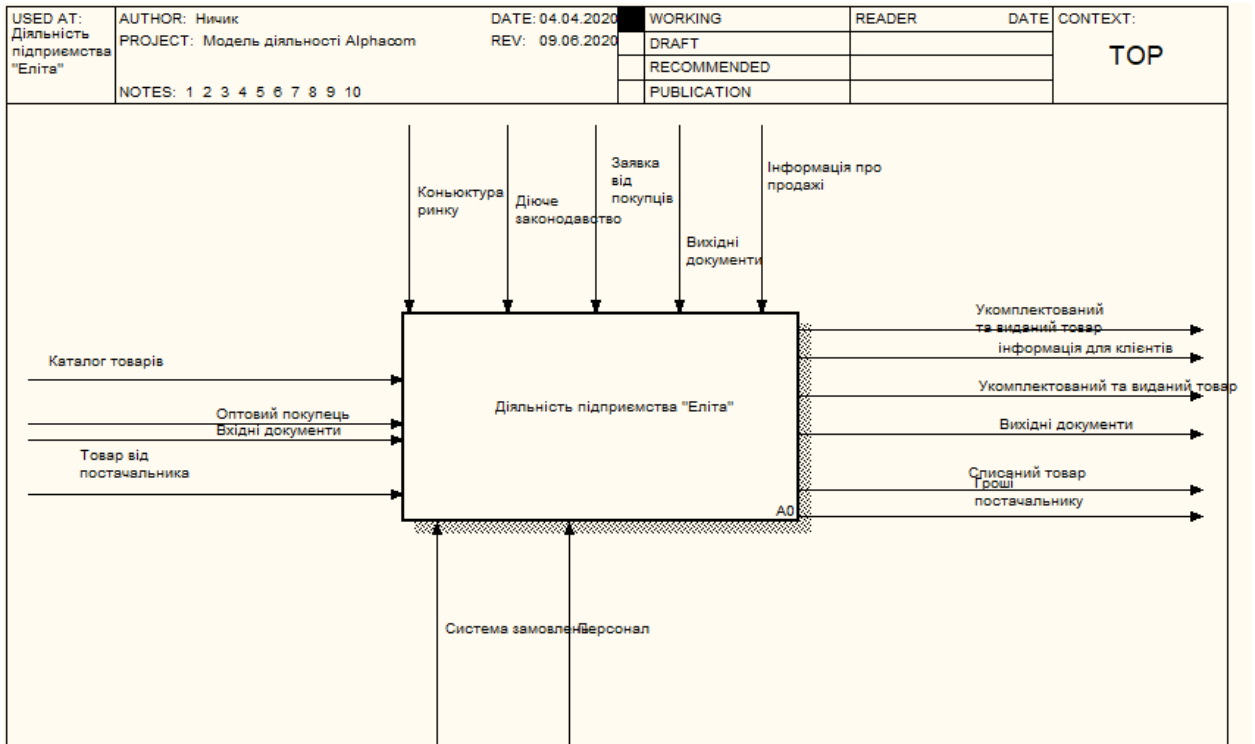 USED AT:
Діяльність
підприємства
"Еліта"
AUTHOR: Ничик
DATE: 04.04.2020
PROJECT: Модель діяльності Alphacom
REV: 09.06.2020
NOTES: 1 2 3 4 5 6 7 8 9 10
WORKING
DRAFT
RECOMMENDED
PUBLICATION
READER DATE
CONTEXT:
TOP
Коньюктура
ринку
Діюче
законодавство
Заявка
від
покупців
Вихідні
документи
Інформація про
продажі
Каталог товарів
Оптовий покупець
Вхідні документи
Товар від
постачальника
Діяльність підприємства "Еліта"
A0
Укомплектований
та виданий товар
інформація для клієнтів
Укомплектований та виданий товар
Вихідні документи
Списаний товар
Гроші
постачальнику
Система замовлень
Персонал